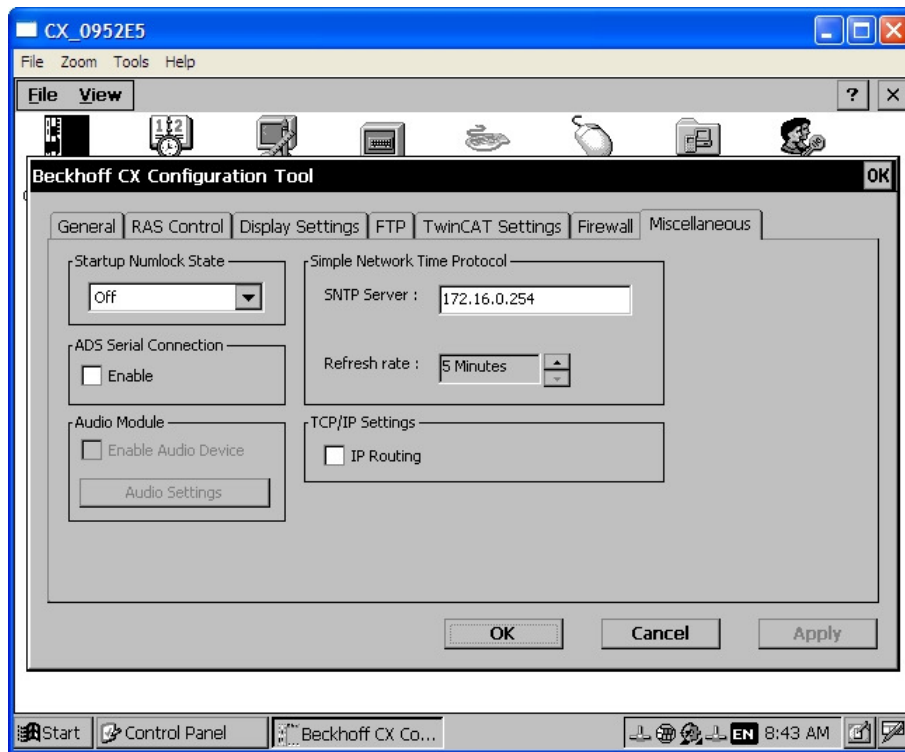 CX_0952E5
File Zoom Tools Help
File View ? ×
Beckhoff CX Configuration Tool OK
General RAS Control Display Settings FTP TwinCAT Settings Firewall Miscellaneous
Startup Numlock State
Off
ADS Serial Connection
Enable
Audio Module
Enable Audio Device
Audio Settings
Simple Network Time Protocol
SNTP Server : 172.16.0.254
Refresh rate : 5 Minutes
TCP/IP Settings
IP Routing
OK Cancel Apply
Start Control Panel Beckhoff CX Co... EN 8:43 AM